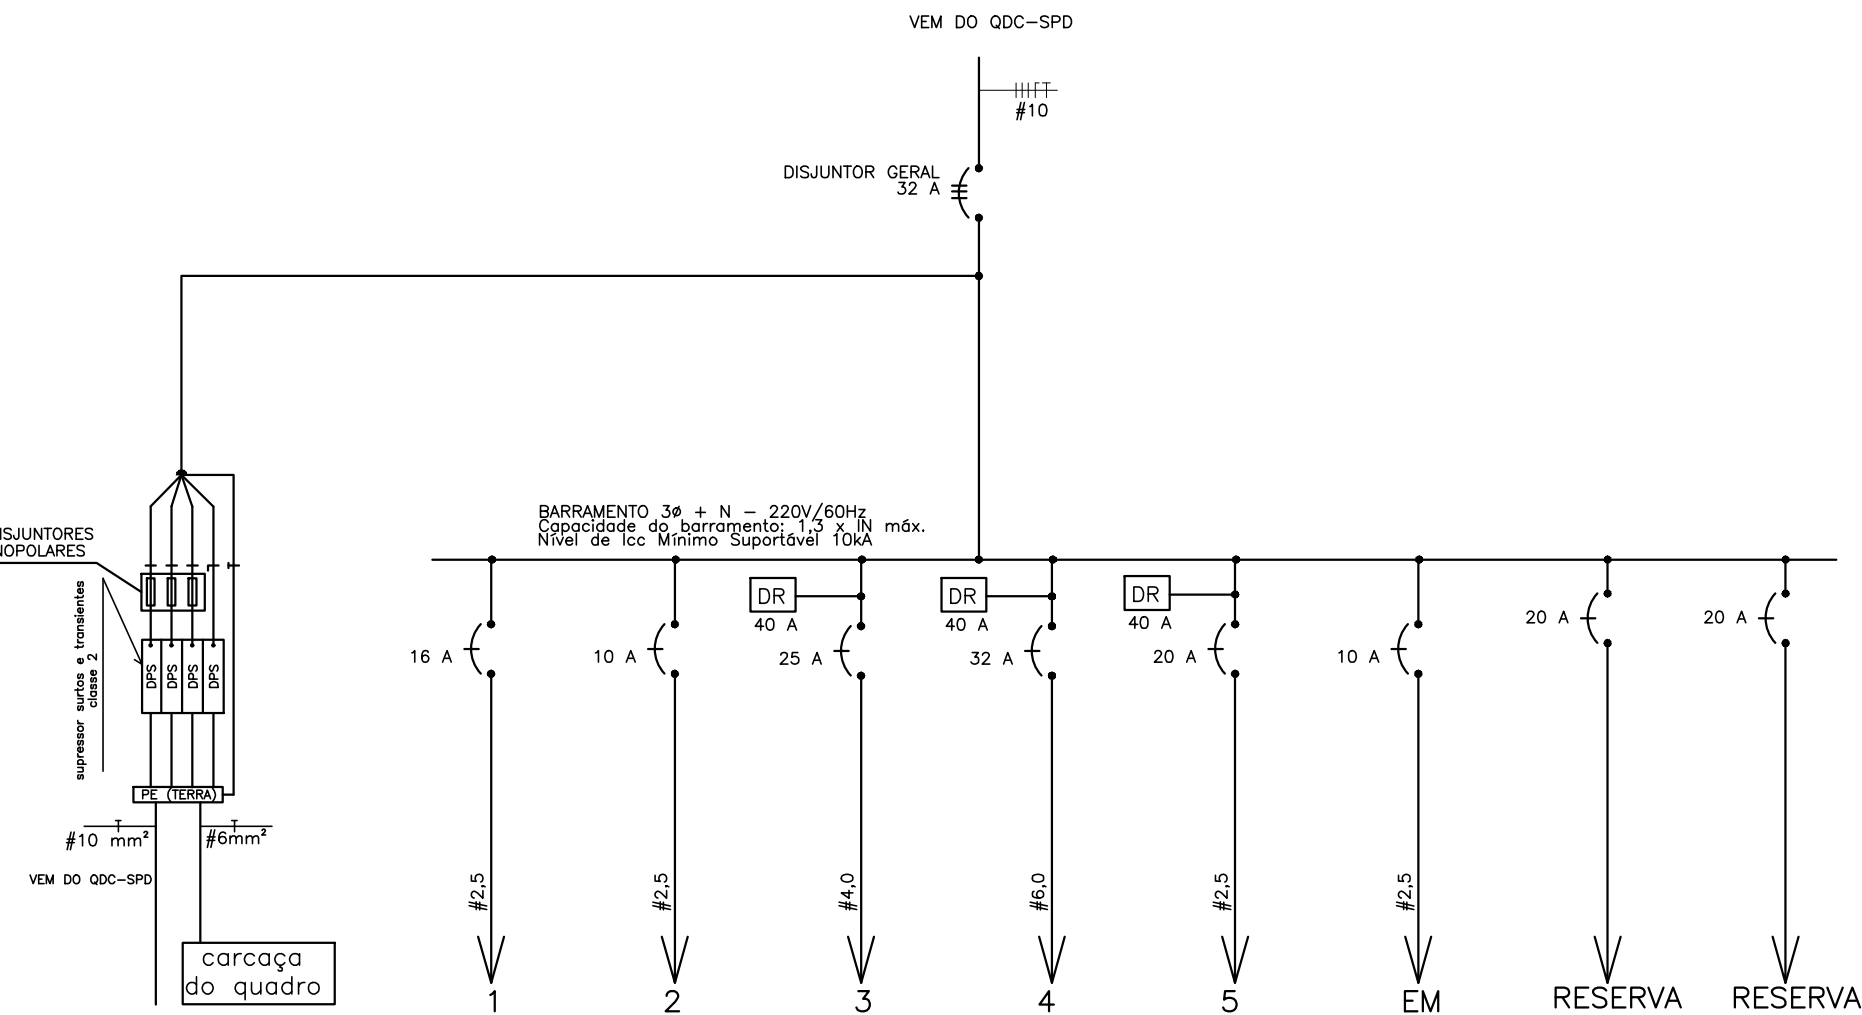 VEM DO QDC-SPD
#10
DISJUNTOR GERAL
32 A
BARRAMENTO 3ø + N - 220V/60Hz
Capacidade do barramento: 1,3 x IN máx.
Nível de Icc Mínimo Suportável 10kA
ISJUNTORES
NOPOLARES
supressor surtos e transientes
classe 2
DPS
DPS
DPS
DPS
PE (TERRA)
#10 mm²
#6mm²
VEM DO QDC-SPD
carcaça
do quadro
DR
40 A
DR
40 A
DR
40 A
16 A
10 A
25 A
32 A
20 A
10 A
20 A
20 A
#2,5
#2,5
#4,0
#6,0
#2,5
#2,5
1
2
3
4
5
EM
RESERVA
RESERVA